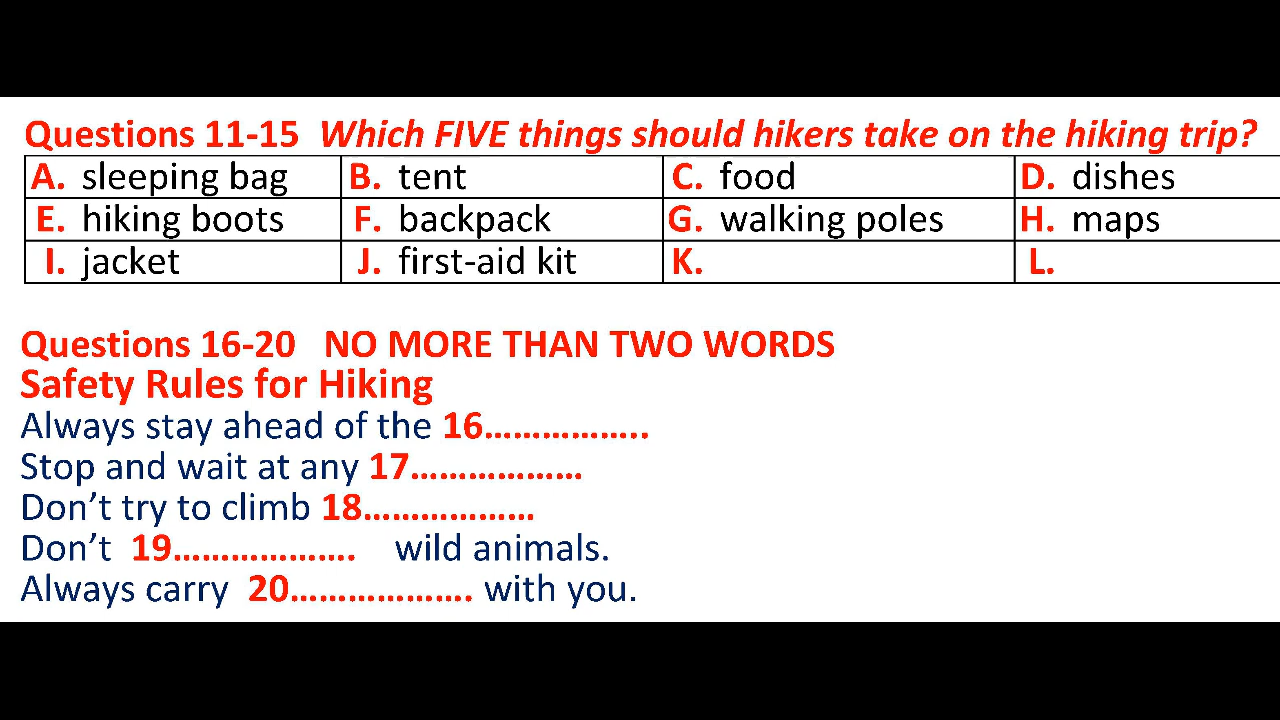 Questions 11-15 Which FIVE things should hikers take on the hiking trip?
A. sleeping bag B. tent C. food D. dishes
E. hiking boots F. backpack G. walking poles H. maps
I. jacket J. first-aid kit K. L.
Questions 16-20 NO MORE THAN TWO WORDS
Safety Rules for Hiking
Always stay ahead of the 16……………..
Stop and wait at any 17………………
Don’t try to climb 18………………
Don’t 19………………. wild animals.
Always carry 20………………. with you.